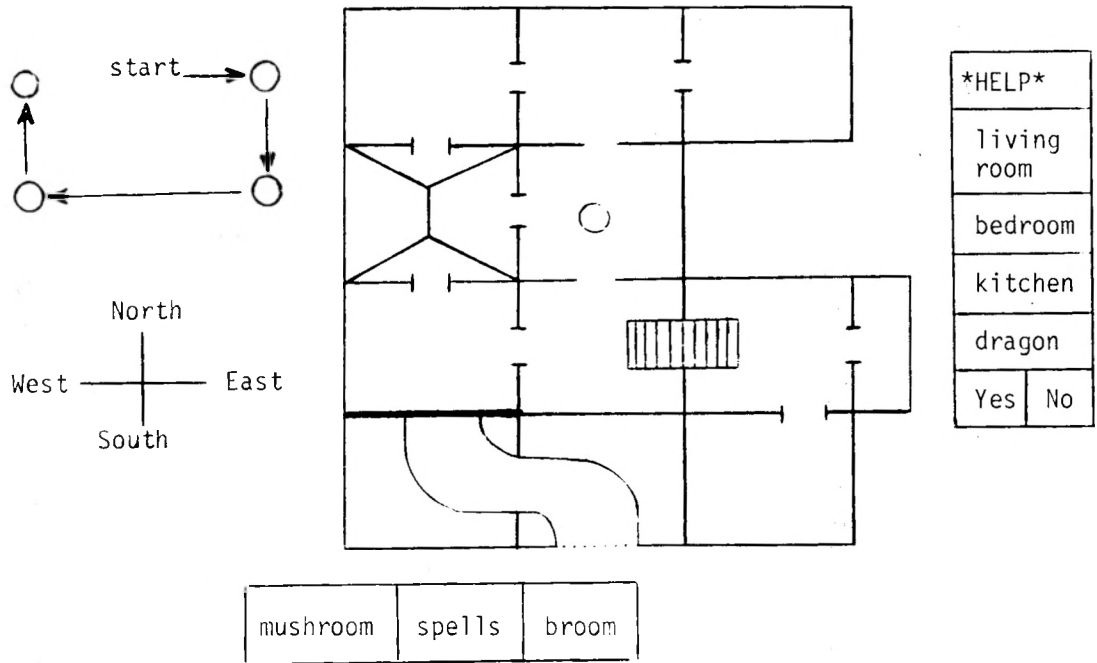 start
North
West East
South
*HELP*
living
room
bedroom
kitchen
dragon
Yes No
mushroom spells broom